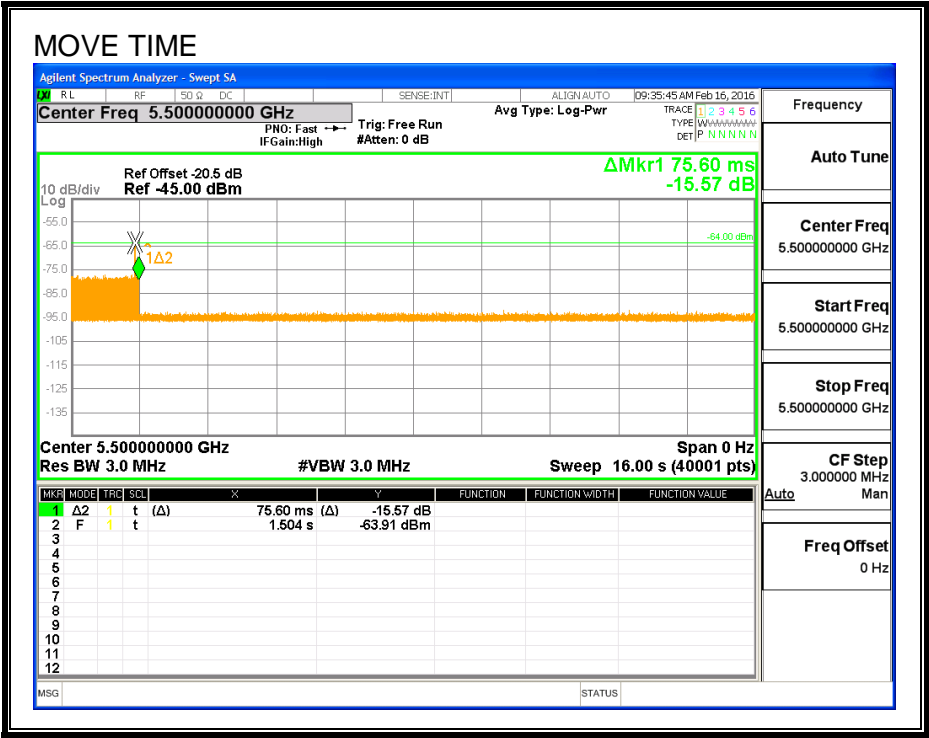 MOVE TIME
Agilent Spectrum Analyzer - Swept SA
LXI RL RF 50 Ω DC SENSE:INT ALIGN AUTO 09:35:45 AM Feb 16, 2016
Center Freq 5.500000000 GHz
PNO: Fast
IFGain:High
Trig: Free Run
#Atten: 0 dB
Avg Type: Log-Pwr
TRACE 1 2 3 4 5 6
TYPE W
DET P N N N N N
ΔMkr1 75.60 ms
-15.57 dB
Ref Offset -20.5 dB
10 dB/div Ref -45.00 dBm
Log
-55.0
-64.00 dBm
-65.0
1Δ2
-75.0
-85.0
-95.0
-105
-115
-125
-135
Center 5.500000000 GHz Span 0 Hz
Res BW 3.0 MHz #VBW 3.0 MHz Sweep 16.00 s (40001 pts)
MKR MODE TRC SCL X Y FUNCTION FUNCTION WIDTH FUNCTION VALUE
1 Δ2 1 t (Δ) 75.60 ms (Δ) -15.57 dB
2 F 1 t 1.504 s -63.91 dBm
3
4
5
6
7
8
9
10
11
12
MSG STATUS
Frequency
Auto Tune
Center Freq
5.500000000 GHz
Start Freq
5.500000000 GHz
Stop Freq
5.500000000 GHz
CF Step
3.000000 MHz
Auto Man
Freq Offset
0 Hz